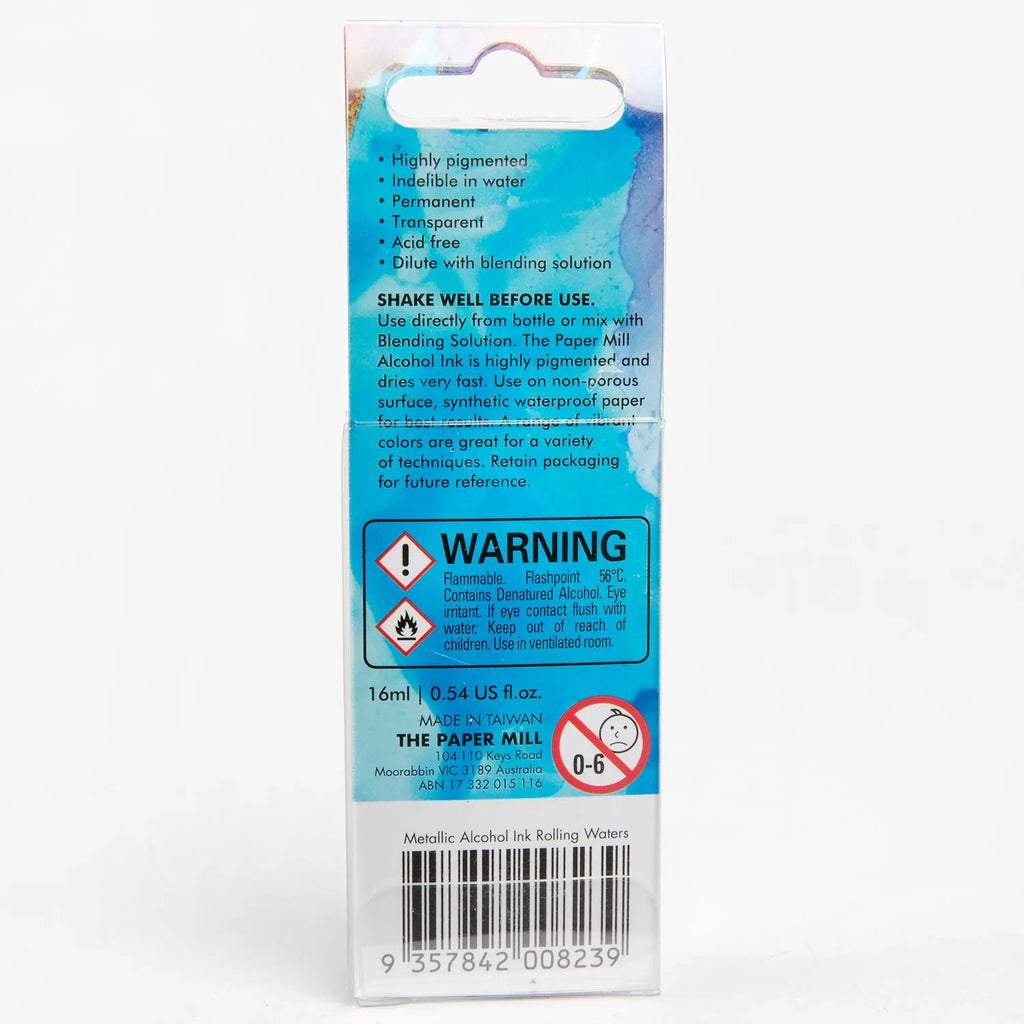 • Highly pigmented
• Indelible in water
• Permanent
• Transparent
• Acid free
• Dilute with blending solution
SHAKE WELL BEFORE USE.
Use directly from bottle or mix with
Blending Solution. The Paper Mill
Alcohol Ink is highly pigmented and
dries very fast. Use on non-porous
surface, synthetic waterproof paper
for best results. A range of vibrant
colors are great for a variety
of techniques. Retain packaging
for future reference.
WARNING
Flammable. Flashpoint 56°C.
Contains Denatured Alcohol. Eye
irritant. If eye contact flush with
water. Keep out of reach of
children. Use in ventilated room.
16ml | 0.54 US fl.oz.
MADE IN TAIWAN
THE PAPER MILL
104-110 Keys Road
Moorabbin VIC 3189 Australia
ABN 17 332 015 116
0-6
Metallic Alcohol Ink Rolling Waters
9 357842 008239